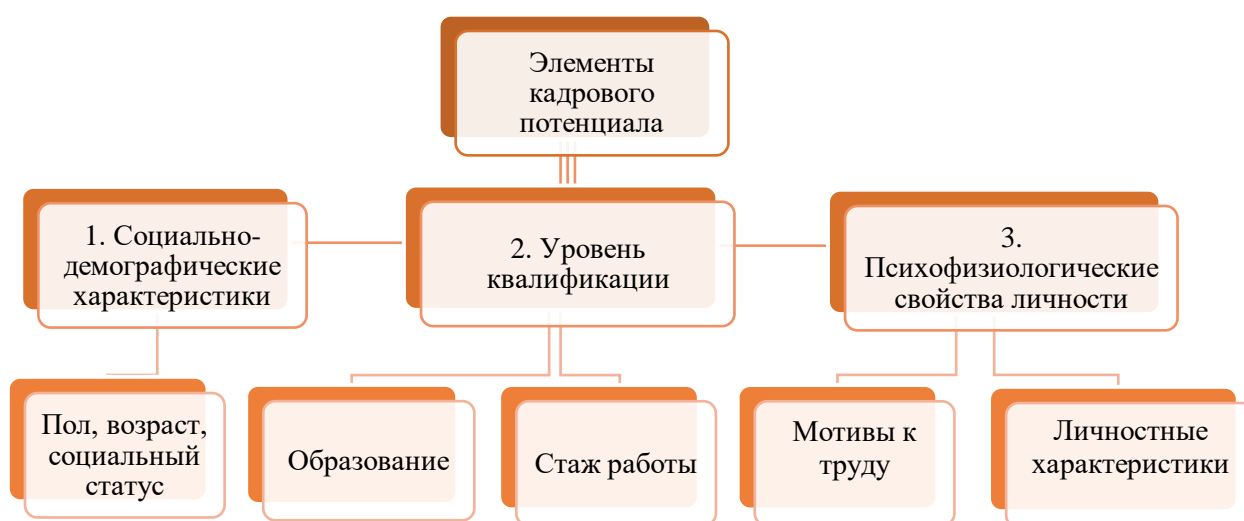 Элементы
кадрового
потенциала
1. Социально-
демографические
характеристики
2. Уровень
квалификации
3.
Психофизиологические
свойства личности
Пол, возраст,
социальный
статус
Образование
Стаж работы
Мотивы к
труду
Личностные
характеристики